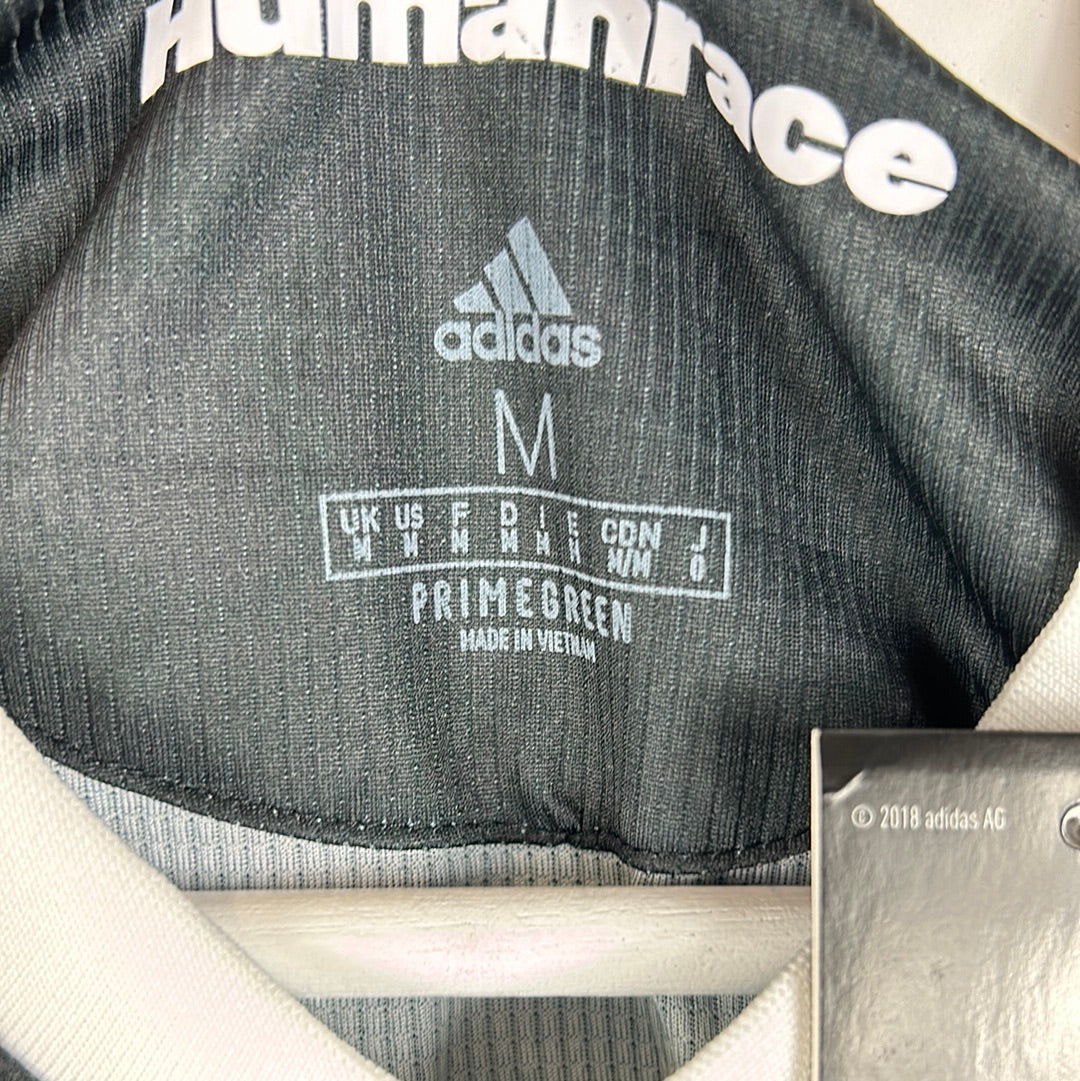 Humanrace
adidas
M
UK US F D I E CDN J
M M M M M M M/M O
PRIMEGREEN
MADE IN VIETNAM
© 2018 adidas AG